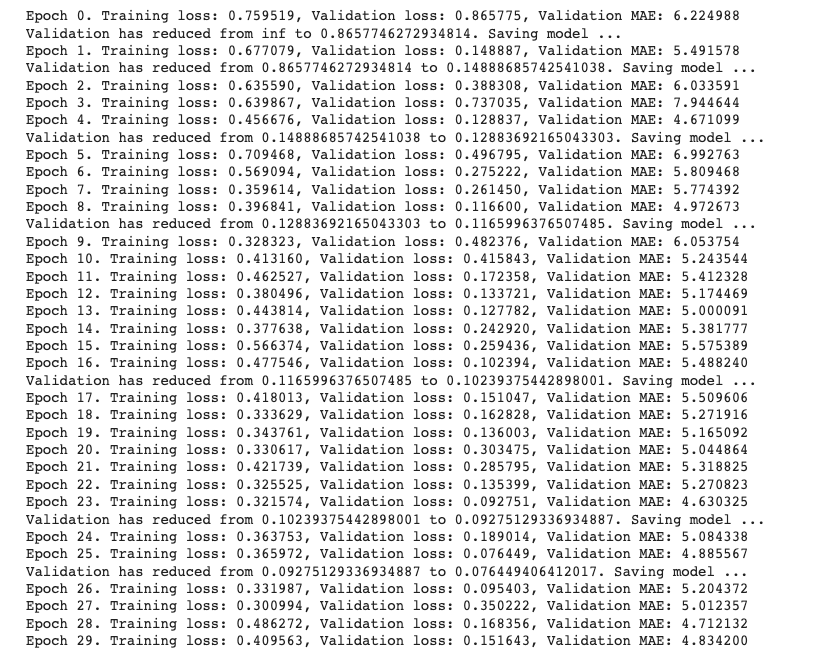 Epoch 0. Training loss: 0.759519, Validation loss: 0.865775, Validation MAE: 6.224988
Validation has reduced from inf to 0.8657746272934814. Saving model ...
Epoch 1. Training loss: 0.677079, Validation loss: 0.148887, Validation MAE: 5.491578
Validation has reduced from 0.8657746272934814 to 0.14888685742541038. Saving model ...
Epoch 2. Training loss: 0.635590, Validation loss: 0.388308, Validation MAE: 6.033591
Epoch 3. Training loss: 0.639867, Validation loss: 0.737035, Validation MAE: 7.944644
Epoch 4. Training loss: 0.456676, Validation loss: 0.128837, Validation MAE: 4.671099
Validation has reduced from 0.14888685742541038 to 0.12883692165043303. Saving model ...
Epoch 5. Training loss: 0.709468, Validation loss: 0.496795, Validation MAE: 6.992763
Epoch 6. Training loss: 0.569094, Validation loss: 0.275222, Validation MAE: 5.809468
Epoch 7. Training loss: 0.359614, Validation loss: 0.261450, Validation MAE: 5.774392
Epoch 8. Training loss: 0.396841, Validation loss: 0.116600, Validation MAE: 4.972673
Validation has reduced from 0.12883692165043303 to 0.1165996376507485. Saving model ...
Epoch 9. Training loss: 0.328323, Validation loss: 0.482376, Validation MAE: 6.053754
Epoch 10. Training loss: 0.413160, Validation loss: 0.415843, Validation MAE: 5.243544
Epoch 11. Training loss: 0.462527, Validation loss: 0.172358, Validation MAE: 5.412328
Epoch 12. Training loss: 0.380496, Validation loss: 0.133721, Validation MAE: 5.174469
Epoch 13. Training loss: 0.443814, Validation loss: 0.127782, Validation MAE: 5.000091
Epoch 14. Training loss: 0.377638, Validation loss: 0.242920, Validation MAE: 5.381777
Epoch 15. Training loss: 0.566374, Validation loss: 0.259436, Validation MAE: 5.575389
Epoch 16. Training loss: 0.477546, Validation loss: 0.102394, Validation MAE: 5.488240
Validation has reduced from 0.1165996376507485 to 0.10239375442898001. Saving model ...
Epoch 17. Training loss: 0.418013, Validation loss: 0.151047, Validation MAE: 5.509606
Epoch 18. Training loss: 0.333629, Validation loss: 0.162828, Validation MAE: 5.271916
Epoch 19. Training loss: 0.343761, Validation loss: 0.136003, Validation MAE: 5.165092
Epoch 20. Training loss: 0.330617, Validation loss: 0.303475, Validation MAE: 5.044864
Epoch 21. Training loss: 0.421739, Validation loss: 0.285795, Validation MAE: 5.318825
Epoch 22. Training loss: 0.325525, Validation loss: 0.135399, Validation MAE: 5.270823
Epoch 23. Training loss: 0.321574, Validation loss: 0.092751, Validation MAE: 4.630325
Validation has reduced from 0.10239375442898001 to 0.09275129336934887. Saving model ...
Epoch 24. Training loss: 0.363753, Validation loss: 0.189014, Validation MAE: 5.084338
Epoch 25. Training loss: 0.365972, Validation loss: 0.076449, Validation MAE: 4.885567
Validation has reduced from 0.09275129336934887 to 0.076449406412017. Saving model ...
Epoch 26. Training loss: 0.331987, Validation loss: 0.095403, Validation MAE: 5.204372
Epoch 27. Training loss: 0.300994, Validation loss: 0.350222, Validation MAE: 5.012357
Epoch 28. Training loss: 0.486272, Validation loss: 0.168356, Validation MAE: 4.712132
Epoch 29. Training loss: 0.409563, Validation loss: 0.151643, Validation MAE: 4.834200